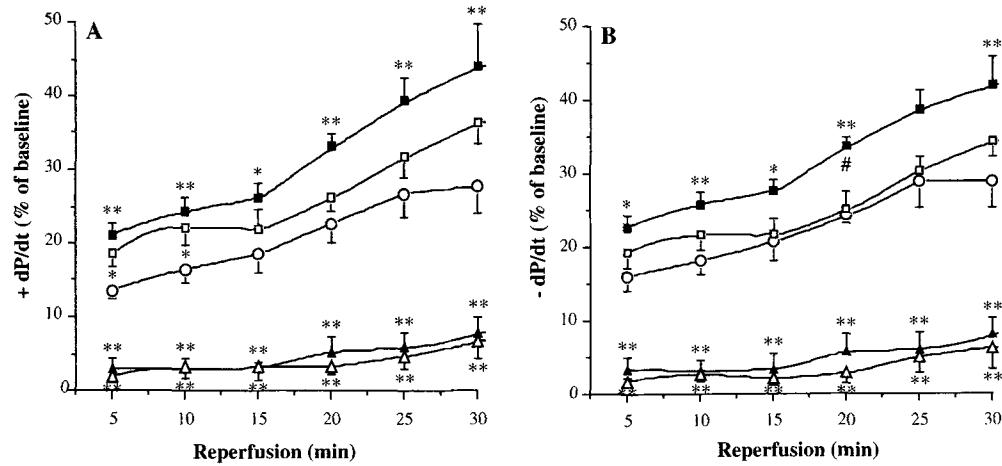 A
+ dP/dt (% of baseline)
50
40
30
20
10
0
** ** * ** ** **
* *
** ** ** ** ** **
** ** ** ** ** **
5 10 15 20 25 30
Reperfusion (min)
B
- dP/dt (% of baseline)
50
40
30
20
10
0
* ** * ** **
#
** ** ** ** ** **
** ** ** ** ** **
5 10 15 20 25 30
Reperfusion (min)